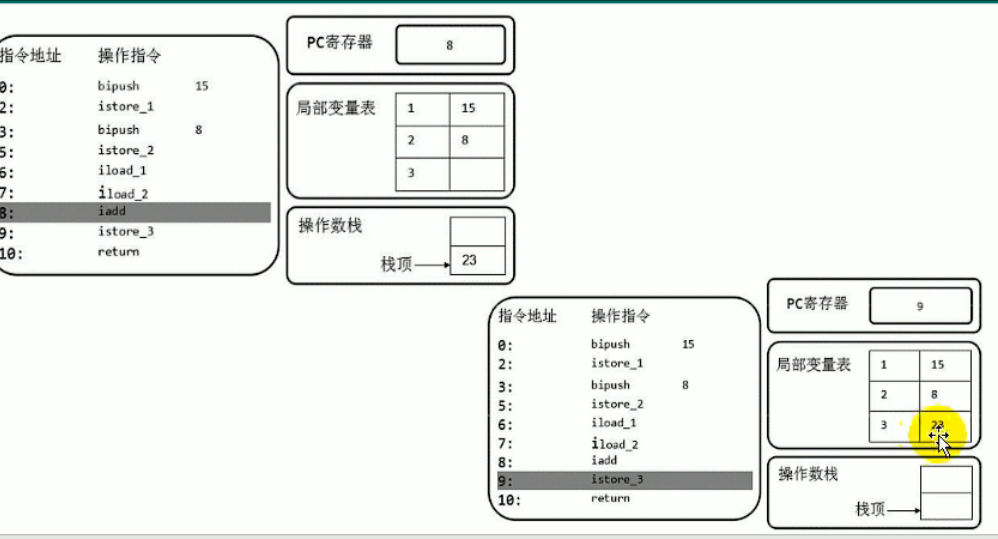 指令地址 操作指令
0: bipush 15
2: istore_1
3: bipush 8
5: istore_2
6: iload_1
7: iload_2
8: iadd
9: istore_3
10: return
PC寄存器 8
局部变量表 1 15
2 8
3
操作数栈
栈顶 23
指令地址 操作指令
0: bipush 15
2: istore_1
3: bipush 8
5: istore_2
6: iload_1
7: iload_2
8: iadd
9: istore_3
10: return
PC寄存器 9
局部变量表 1 15
2 8
3 23
操作数栈
栈顶